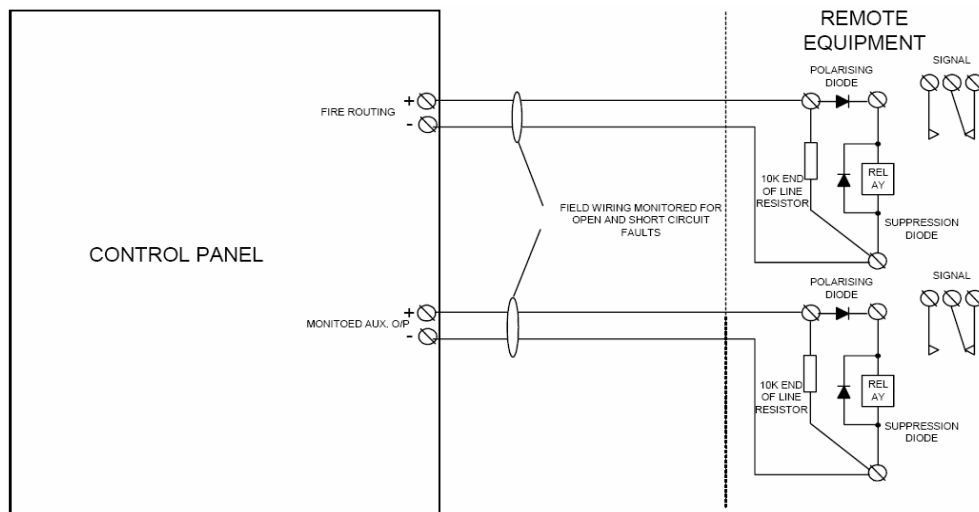 REMOTE
EQUIPMENT
SIGNAL
POLARISING
DIODE
+
FIRE ROUTING
-
REL
AY
10K END
OF LINE
RESISTOR
FIELD WIRING MONITORED FOR
OPEN AND SHORT CIRCUIT
FAULTS
SUPPRESSION
DIODE
CONTROL PANEL
SIGNAL
POLARISING
DIODE
+
MONITOED AUX. O/P
-
10K END
OF LINE
RESISTOR
REL
AY
SUPPRESSION
DIODE